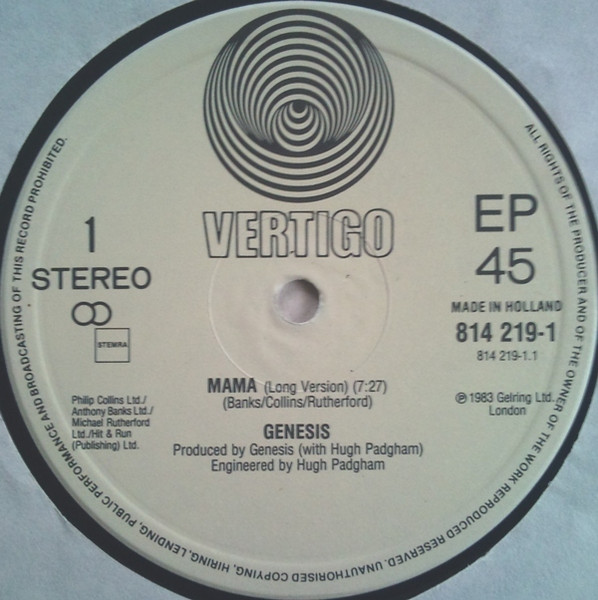 VERTIGO
1
STEREO
STEMRA
EP
45
MADE IN HOLLAND
814 219-1
814 219-1.1
MAMA (Long Version) (7:27)
(Banks/Collins/Rutherford)
GENESIS
Produced by Genesis (with Hugh Padgham)
Engineered by Hugh Padgham
Philip Collins Ltd./
Anthony Banks Ltd./
Michael Rutherford
Ltd./Hit & Run
(Publishing) Ltd.
℗ 1983 Gelring Ltd.
London
ALL RIGHTS OF THE PRODUCER AND OF THE OWNER OF THE WORK REPRODUCED RESERVED. UNAUTHORISED COPYING, HIRING, LENDING, PUBLIC PERFORMANCE AND BROADCASTING OF THIS RECORD PROHIBITED.